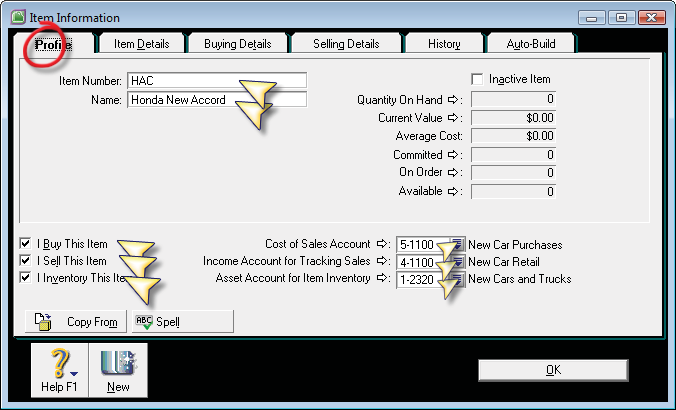 Item Information
Profile Item Details Buying Details Selling Details History Auto-Build
Item Number: HAC
Name: Honda New Accord
Inactive Item
Quantity On Hand ⇨: 0
Current Value ⇨: $0.00
Average Cost: $0.00
Committed ⇨: 0
On Order ⇨: 0
Available ⇨: 0
I Buy This Item
I Sell This Item
I Inventory This Item
Cost of Sales Account ⇨: 5-1100 New Car Purchases
Income Account for Tracking Sales ⇨: 4-1100 New Car Retail
Asset Account for Item Inventory ⇨: 1-2320 New Cars and Trucks
Copy From ABC Spell
Help F1 New OK